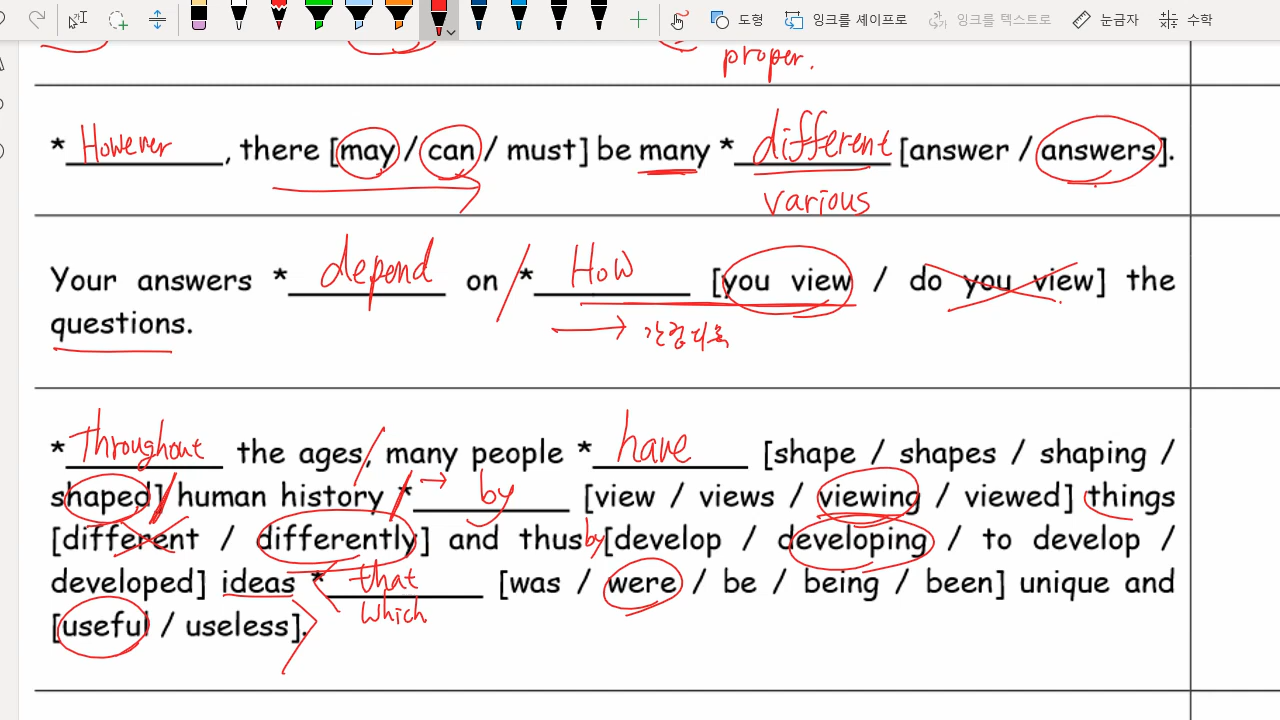 도형 잉크를 셰이프로 잉크를 텍스트로 눈금자 수학
proper.
* However, there [may / can / must] be many * different [answer / answers].
various
Your answers * depend on / * How [you view / do you view] the
questions.
→ 간접의문
* Throughout the ages, / many people * have [shape / shapes / shaping /
shaped] / human history / * → by [view / views / viewing / viewed] things
[different / differently] and thus by [develop / developing / to develop /
developed] ideas * that [was / were / be / being / been] unique and
which
[useful / useless].